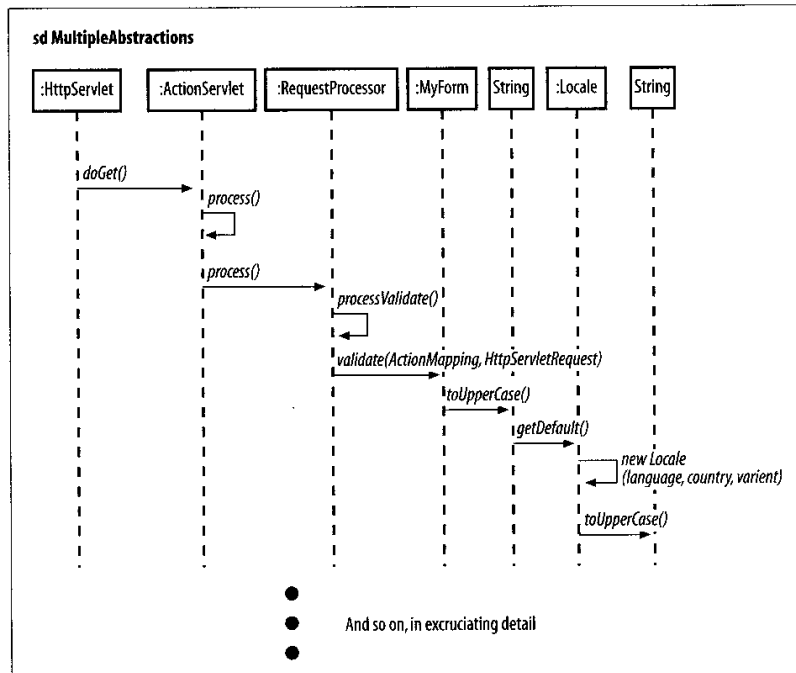 sd MultipleAbstractions
:HttpServlet
:ActionServlet
:RequestProcessor
:MyForm
String
:Locale
String
doGet()
process()
process()
processValidate()
validate(ActionMapping, HttpServletRequest)
toUpperCase()
getDefault()
new Locale
(language, country, varient)
toUpperCase()
And so on, in excruciating detail